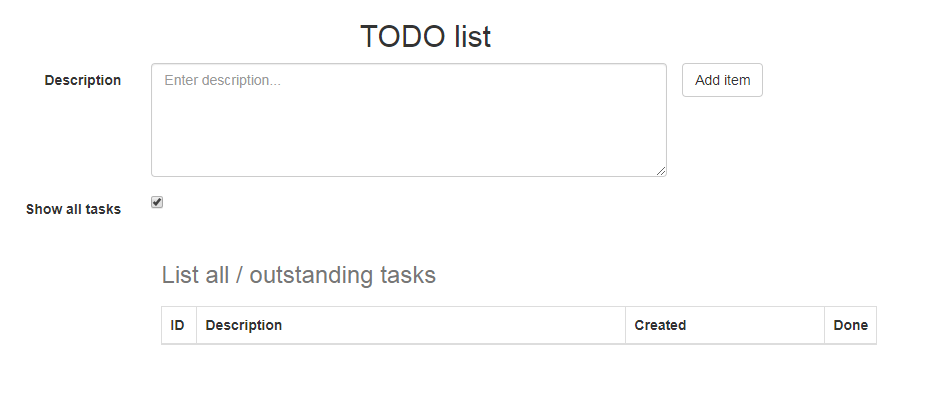 TODO list
Description Enter description... Add item
Show all tasks
List all / outstanding tasks
ID Description Created Done